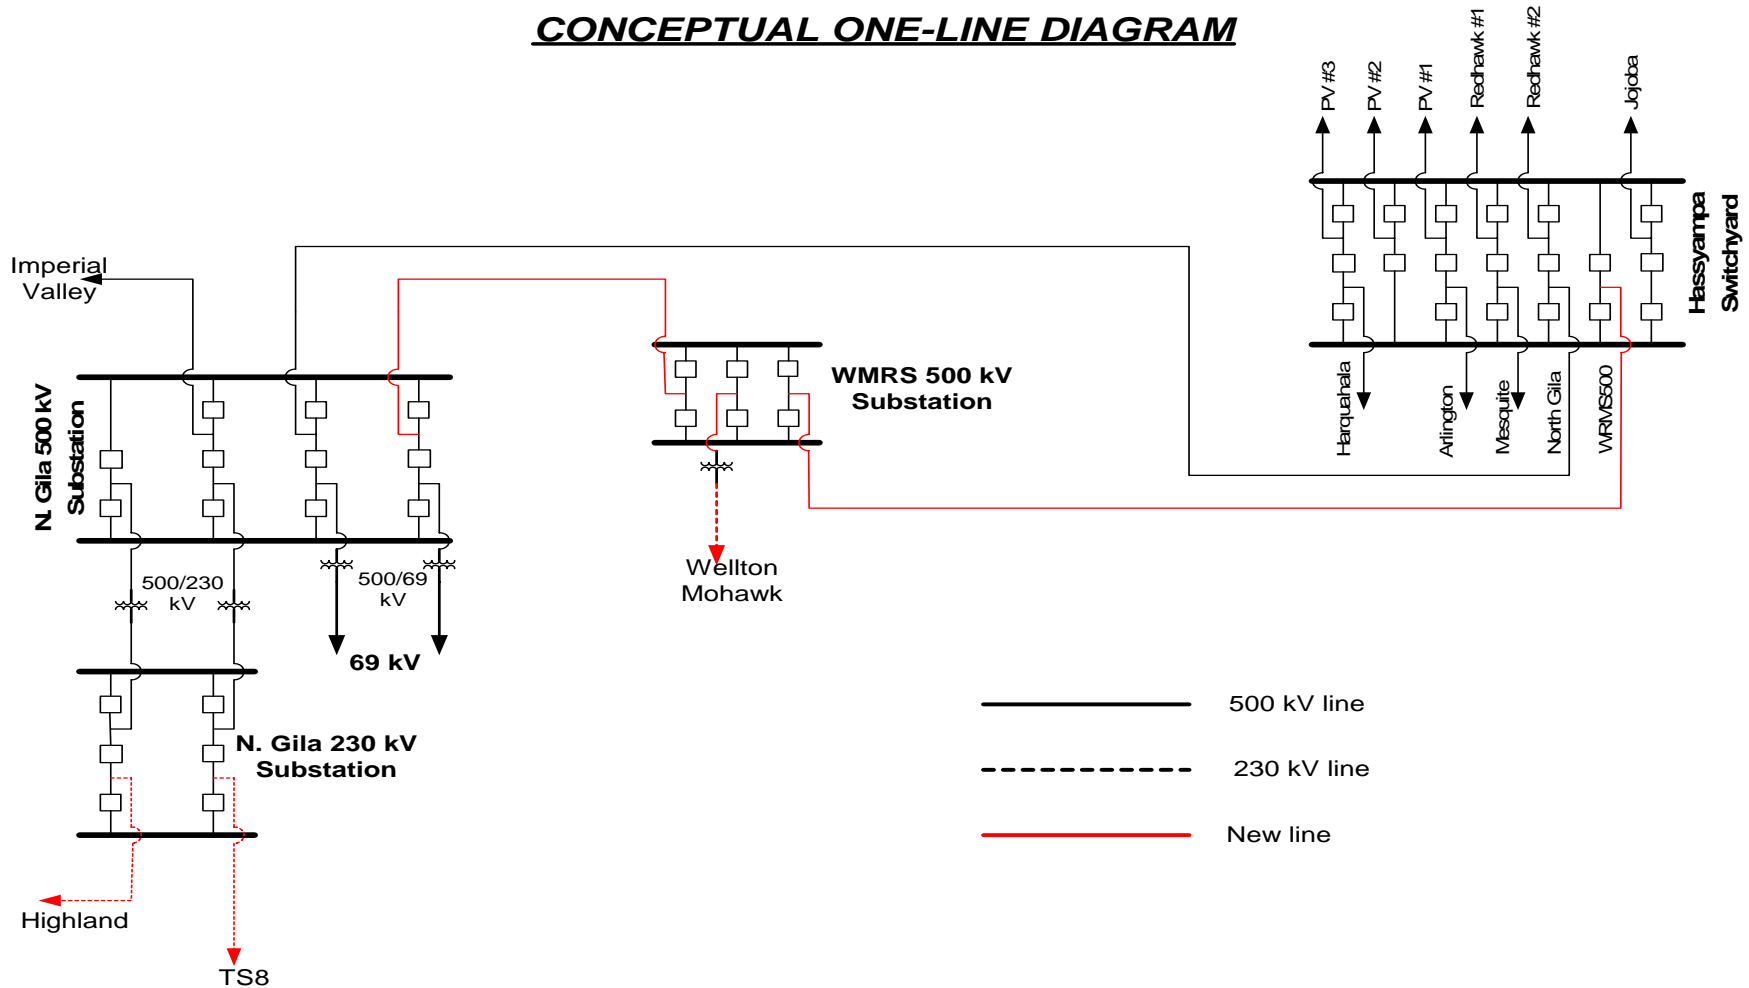 CONCEPTUAL ONE-LINE DIAGRAM
PV #3
PV #2
PV #1
Redhawk #1
Redhawk #2
Jojoba
Hassyampa
Switchyard
Harquahala
Arlington
Mesquite
North Gila
WRMS500
Imperial
Valley
N. Gila 500 kV
Substation
WMRS 500 kV
Substation
Wellton
Mohawk
500/230
kV
500/69
kV
69 kV
N. Gila 230 kV
Substation
Highland
TS8
500 kV line
230 kV line
New line